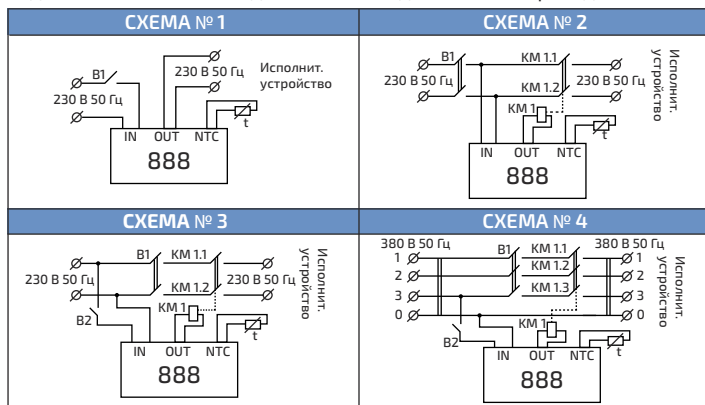 СХЕМА № 1
В1
230 В 50 Гц
230 В 50 Гц
Исполнит.
устройство
IN OUT NTC
t
888
СХЕМА № 2
В1
КМ 1.1
230 В 50 Гц
КМ 1.2
230 В 50 Гц
Исполнит.
устройство
КМ 1
IN OUT NTC
t
888
СХЕМА № 3
В1
КМ 1.1
230 В 50 Гц
КМ 1.2
230 В 50 Гц
Исполнит.
устройство
КМ 1
В2
IN OUT NTC
t
888
СХЕМА № 4
380 В 50 Гц
В1
КМ 1.1
380 В 50 Гц
1
1
КМ 1.2
2
2
КМ 1.3
3
3
0
0
Исполнит.
устройство
КМ 1
В2
IN OUT NTC
t
888